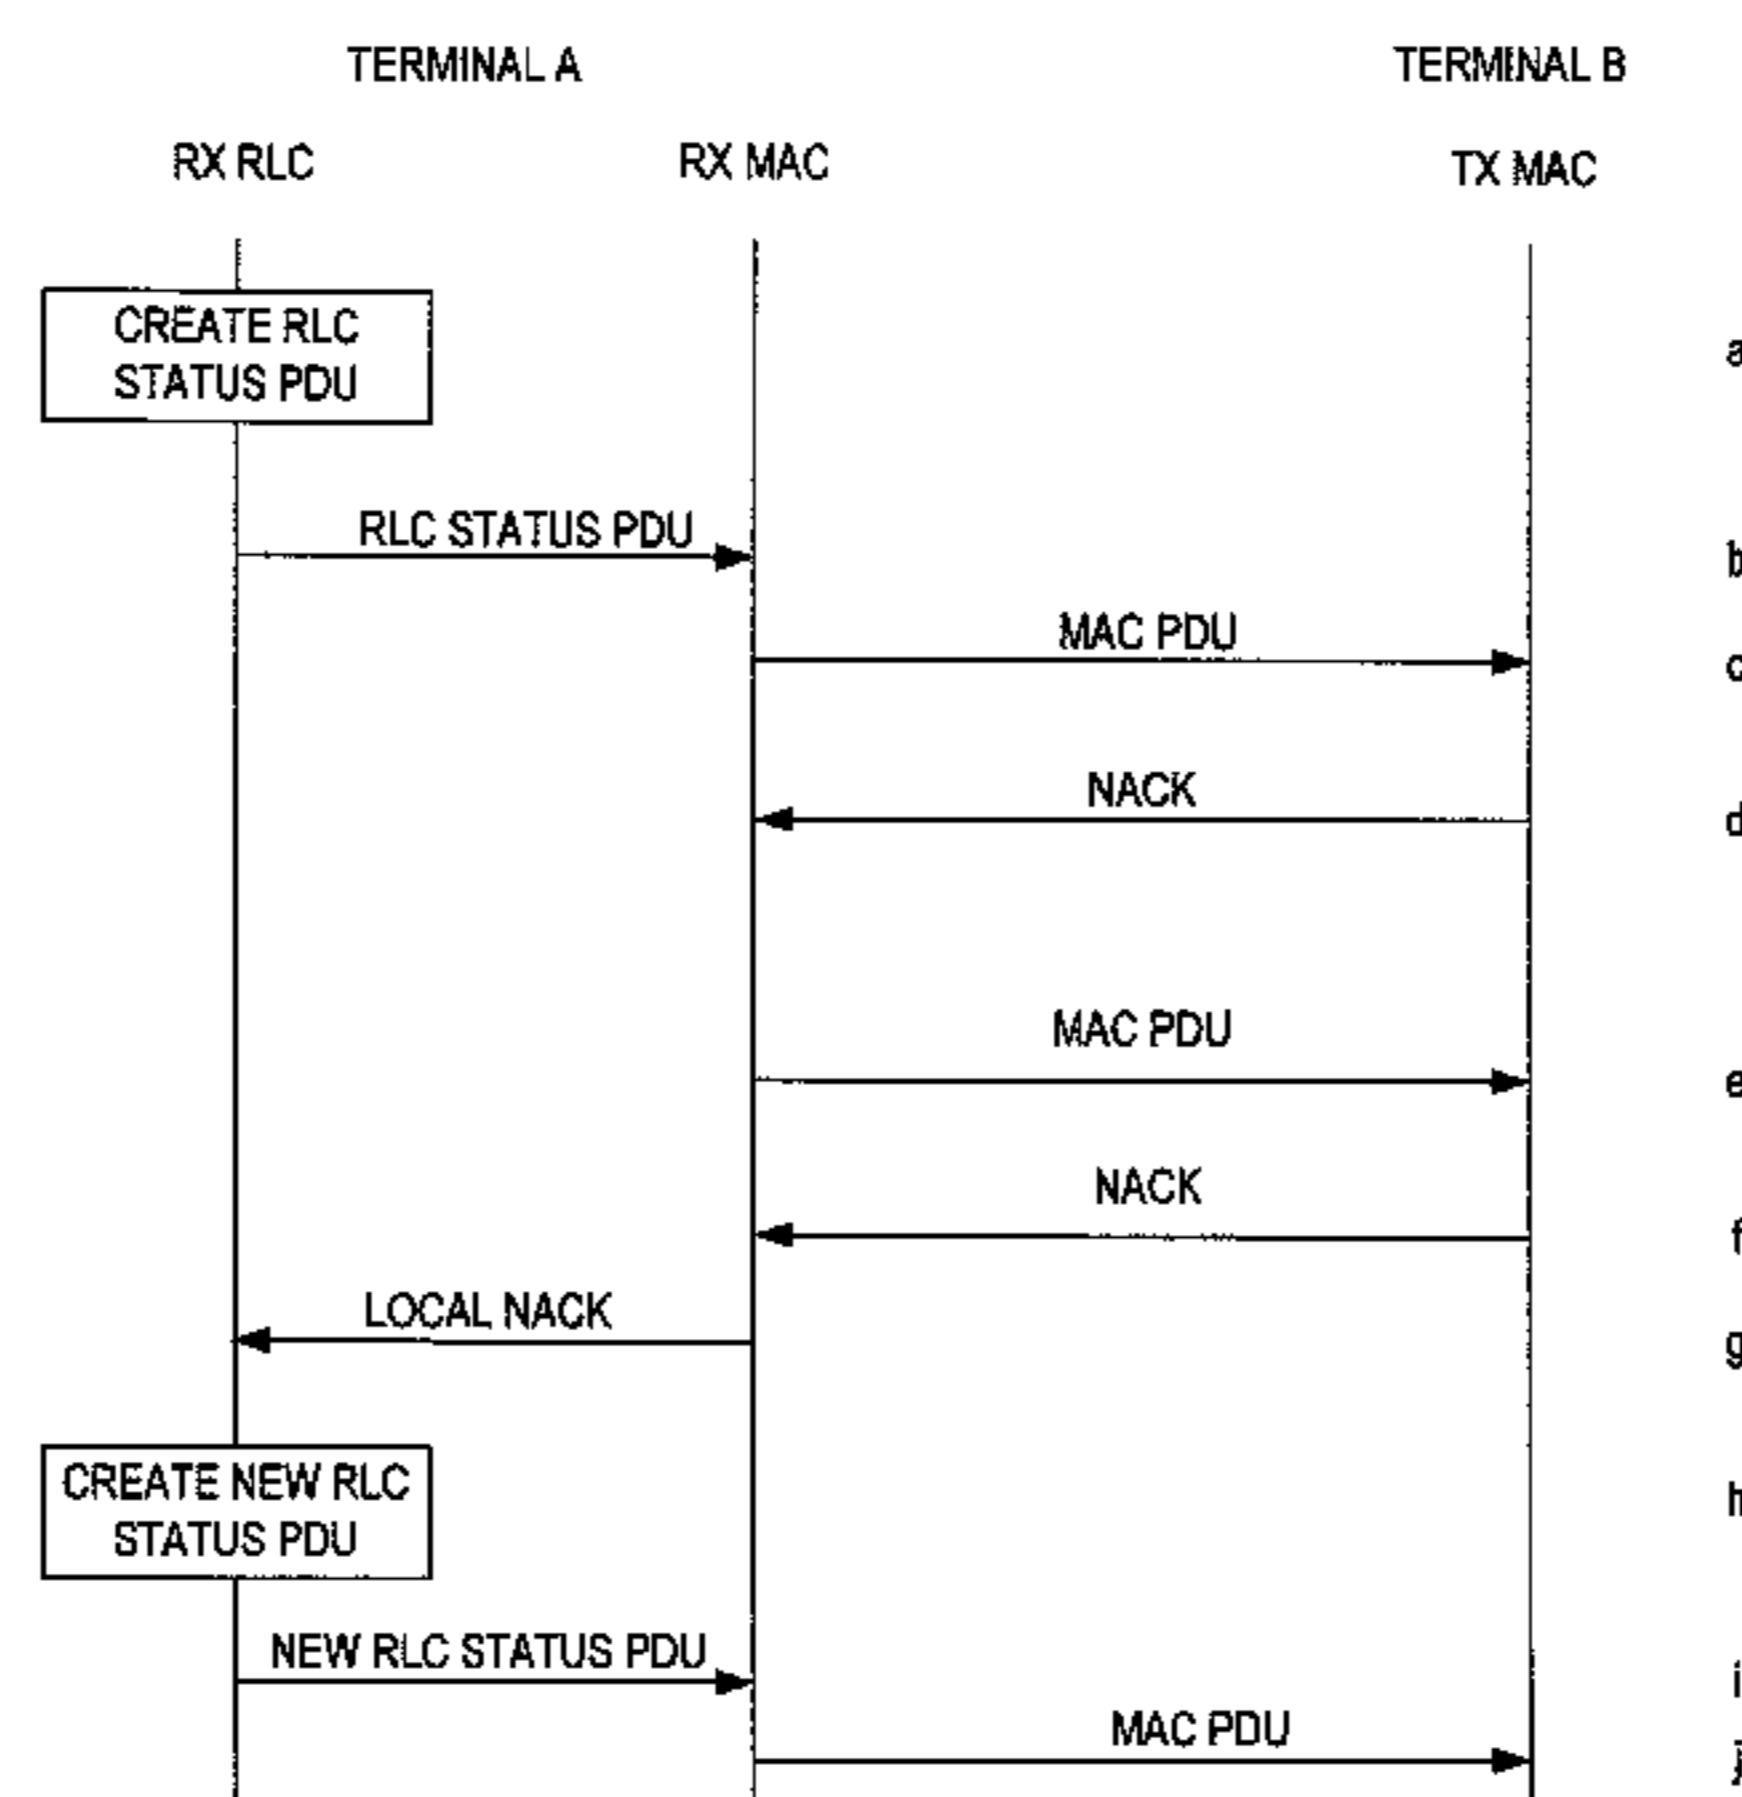 TERMINAL A
TERMINAL B
RX RLC
RX MAC
TX MAC
CREATE RLC
STATUS PDU
a
RLC STATUS PDU
b
MAC PDU
c
NACK
d
MAC PDU
e
NACK
f
LOCAL NACK
g
CREATE NEW RLC
STATUS PDU
h
NEW RLC STATUS PDU
i
MAC PDU
j